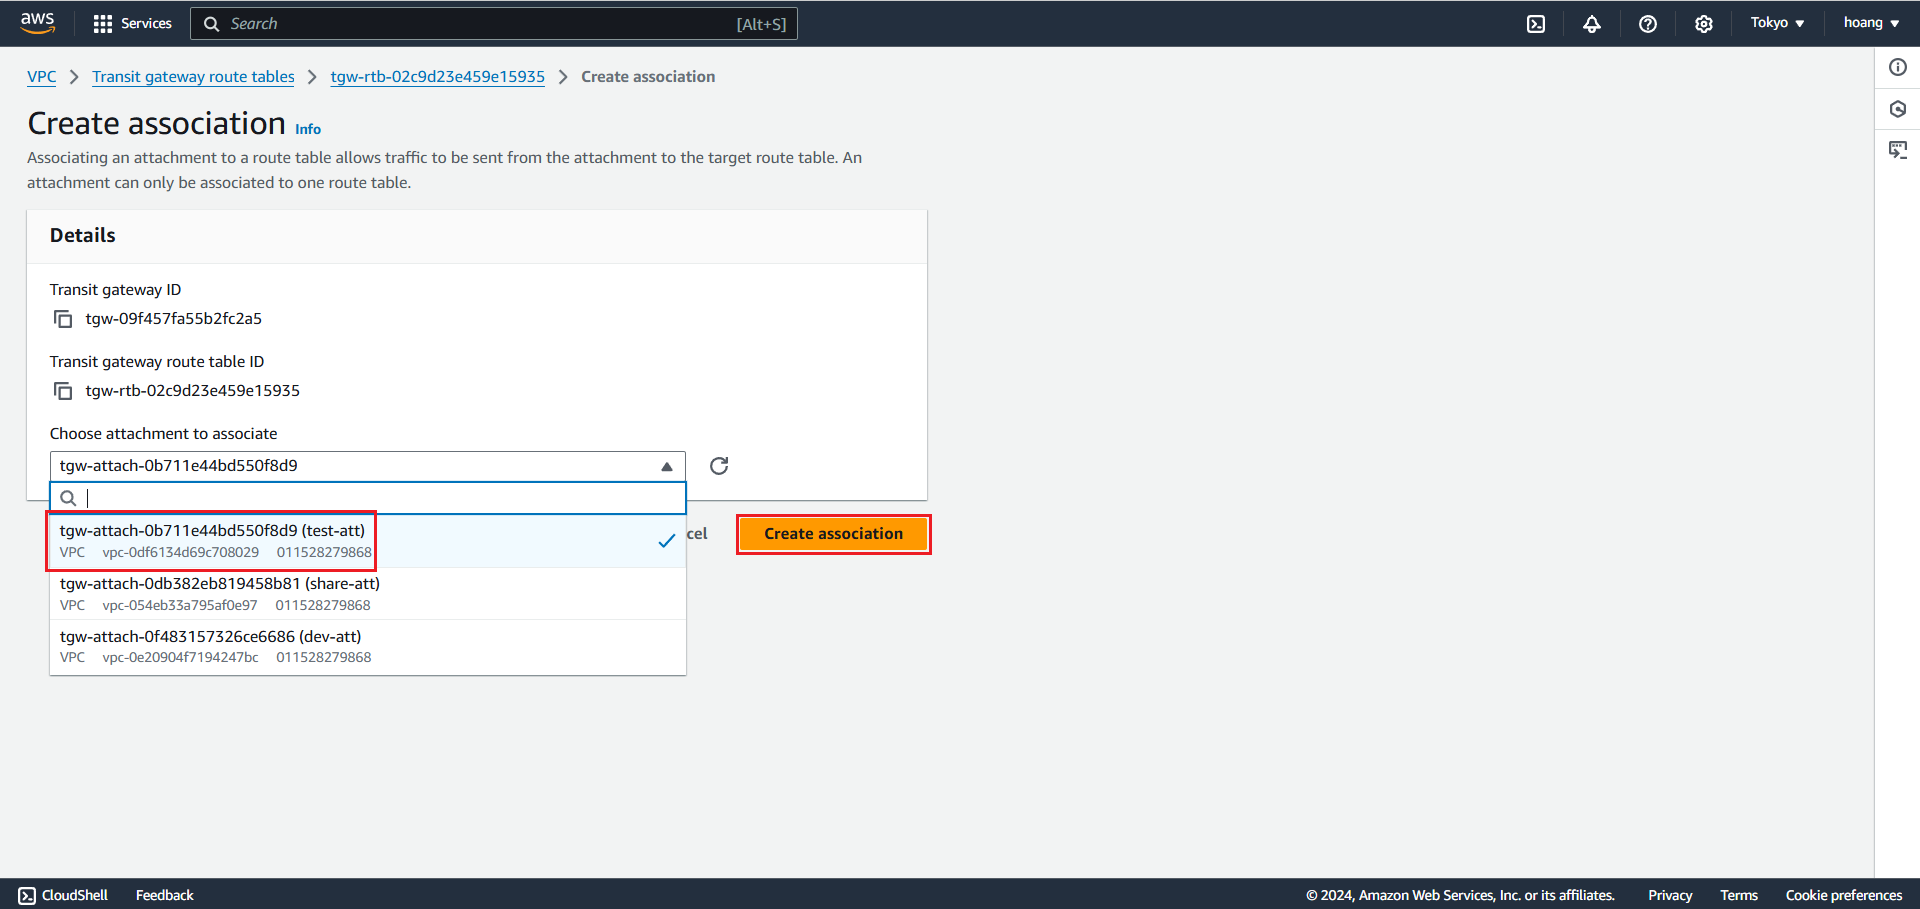 aws Services Search [Alt+S] Tokyo hoang
VPC Transit gateway route tables tgw-rtb-02c9d23e459e15935 Create association
Create association Info
Associating an attachment to a route table allows traffic to be sent from the attachment to the target route table. An
attachment can only be associated to one route table.
Details
Transit gateway ID
tgw-09f457fa55b2fc2a5
Transit gateway route table ID
tgw-rtb-02c9d23e459e15935
Choose attachment to associate
tgw-attach-0b711e44bd550f8d9
tgw-attach-0b711e44bd550f8d9 (test-att)
VPC vpc-0df6134d69c708029 011528279868
cel Create association
tgw-attach-0db382eb819458b81 (share-att)
VPC vpc-054eb33a795af0e97 011528279868
tgw-attach-0f483157326ce6686 (dev-att)
VPC vpc-0e20904f7194247bc 011528279868
CloudShell Feedback © 2024, Amazon Web Services, Inc. or its affiliates. Privacy Terms Cookie preferences